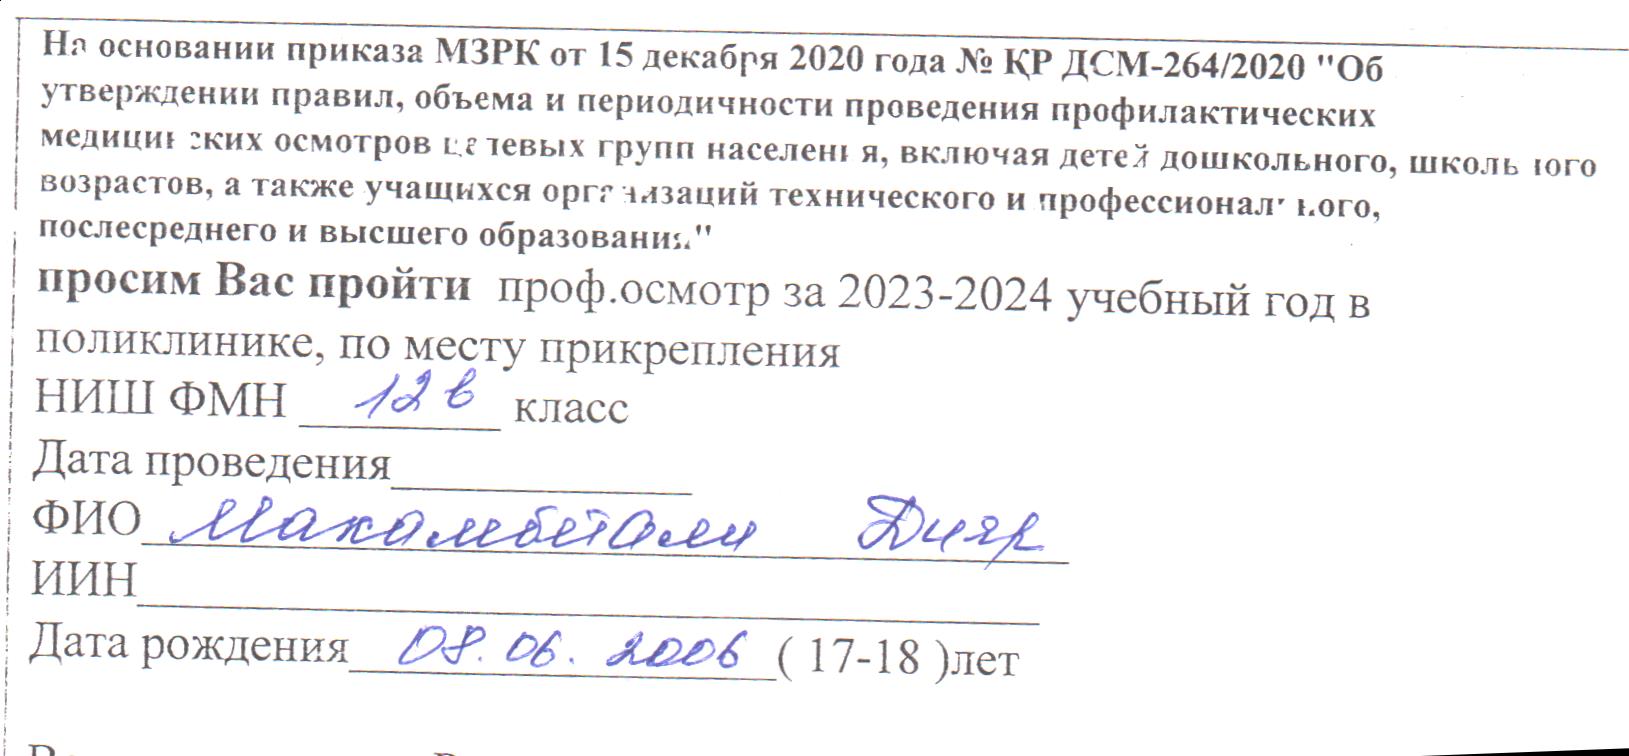 На основании приказа МЗРК от 15 декабря 2020 года № ҚР ДСМ-264/2020 "Об
утверждении правил, объема и периодичности проведения профилактических
медицинских осмотров целевых групп населения, включая детей дошкольного, школьного
возрастов, а также учащихся организаций технического и профессионального,
послесреднего и высшего образования"
просим Вас пройти проф.осмотр за 2023-2024 учебный год в
поликлинике, по месту прикрепления
НИШ ФМН 12 в класс
Дата проведения
ФИО Макамбетали Дияр
ИИН
Дата рождения 08.06.2006 ( 17-18 )лет